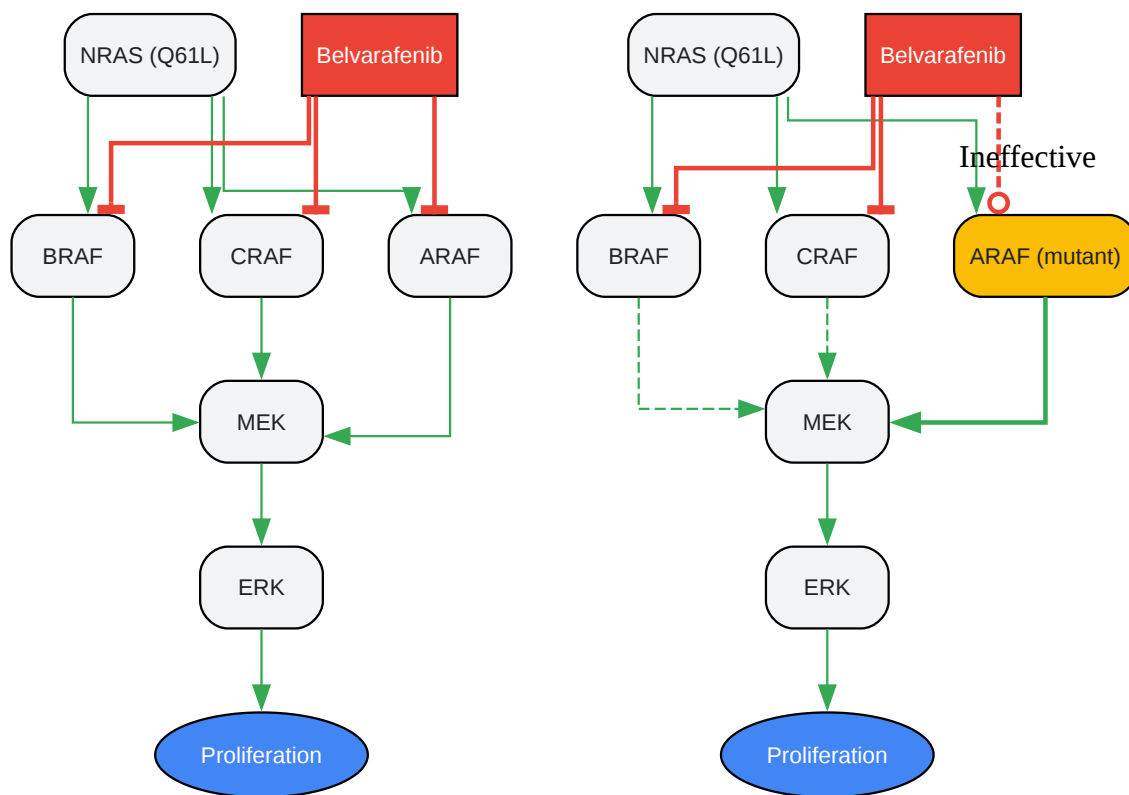 NRAS (Q61L)
Belvarafenib
BRAF
CRAF
ARAF
MEK
ERK
Proliferation
NRAS (Q61L)
Belvarafenib
Ineffective
BRAF
CRAF
ARAF (mutant)
MEK
ERK
Proliferation